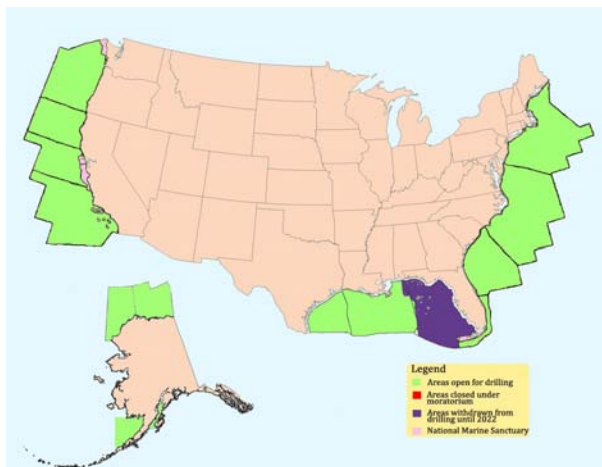 Legend
Areas open for drilling
Areas closed under
moratorium
Areas withdrawn from
drilling until 2022
National Marine Sanctuary